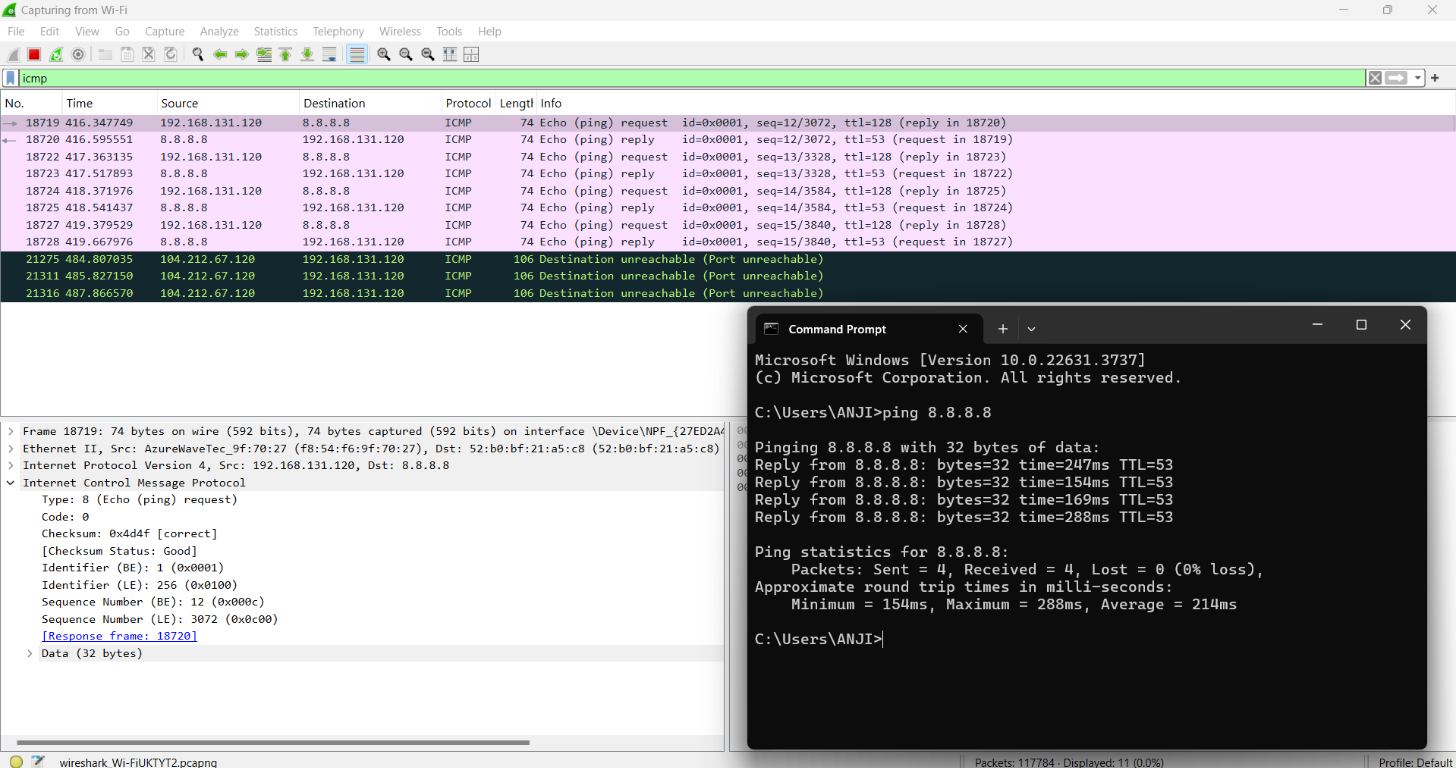 Capturing from Wi-Fi
File Edit View Go Capture Analyze Statistics Telephony Wireless Tools Help
icmp
No. Time Source Destination Protocol Length Info
18719 416.347749 192.168.131.120 8.8.8.8 ICMP 74 Echo (ping) request id=0x0001, seq=12/3072, ttl=128 (reply in 18720)
18720 416.595551 8.8.8.8 192.168.131.120 ICMP 74 Echo (ping) reply id=0x0001, seq=12/3072, ttl=53 (request in 18719)
18722 417.363135 192.168.131.120 8.8.8.8 ICMP 74 Echo (ping) request id=0x0001, seq=13/3328, ttl=128 (reply in 18723)
18723 417.517893 8.8.8.8 192.168.131.120 ICMP 74 Echo (ping) reply id=0x0001, seq=13/3328, ttl=53 (request in 18722)
18724 418.371976 192.168.131.120 8.8.8.8 ICMP 74 Echo (ping) request id=0x0001, seq=14/3584, ttl=128 (reply in 18725)
18725 418.541437 8.8.8.8 192.168.131.120 ICMP 74 Echo (ping) reply id=0x0001, seq=14/3584, ttl=53 (request in 18724)
18727 419.379529 192.168.131.120 8.8.8.8 ICMP 74 Echo (ping) request id=0x0001, seq=15/3840, ttl=128 (reply in 18728)
18728 419.667976 8.8.8.8 192.168.131.120 ICMP 74 Echo (ping) reply id=0x0001, seq=15/3840, ttl=53 (request in 18727)
21275 484.807035 104.212.67.120 192.168.131.120 ICMP 106 Destination unreachable (Port unreachable)
21311 485.827150 104.212.67.120 192.168.131.120 ICMP 106 Destination unreachable (Port unreachable)
21316 487.866570 104.212.67.120 192.168.131.120 ICMP 106 Destination unreachable (Port unreachable)
Frame 18719: 74 bytes on wire (592 bits), 74 bytes captured (592 bits) on interface \Device\NPF_{27ED2A4
Ethernet II, Src: AzureWaveTec_9f:70:27 (f8:54:f6:9f:70:27), Dst: 52:b0:bf:21:a5:c8 (52:b0:bf:21:a5:c8)
Internet Protocol Version 4, Src: 192.168.131.120, Dst: 8.8.8.8
Internet Control Message Protocol
Type: 8 (Echo (ping) request)
Code: 0
Checksum: 0x4d4f [correct]
[Checksum Status: Good]
Identifier (BE): 1 (0x0001)
Identifier (LE): 256 (0x0100)
Sequence Number (BE): 12 (0x000c)
Sequence Number (LE): 3072 (0x0c00)
[Response frame: 18720]
Data (32 bytes)
Command Prompt
Microsoft Windows [Version 10.0.22631.3737]
(c) Microsoft Corporation. All rights reserved.
C:\Users\ANJI>ping 8.8.8.8
Pinging 8.8.8.8 with 32 bytes of data:
Reply from 8.8.8.8: bytes=32 time=247ms TTL=53
Reply from 8.8.8.8: bytes=32 time=154ms TTL=53
Reply from 8.8.8.8: bytes=32 time=169ms TTL=53
Reply from 8.8.8.8: bytes=32 time=288ms TTL=53
Ping statistics for 8.8.8.8:
Packets: Sent = 4, Received = 4, Lost = 0 (0% loss),
Approximate round trip times in milli-seconds:
Minimum = 154ms, Maximum = 288ms, Average = 214ms
C:\Users\ANJI>
wireshark_Wi-FiUKTYT2.pcapng
Packets: 117784 · Displayed: 11 (0.0%)
Profile: Default